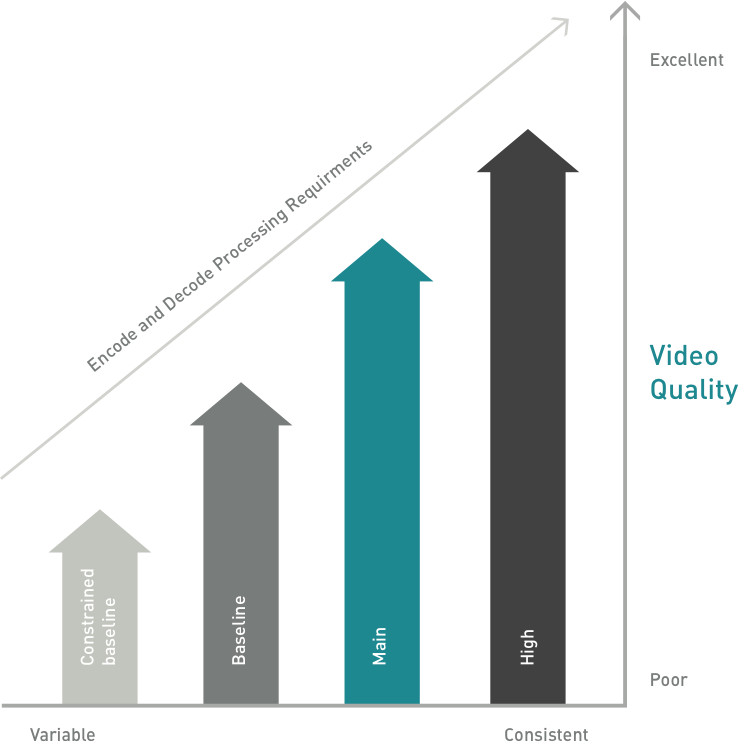 Excellent
Encode and Decode Processing Requirments
Video
Quality
Constrained
baseline
Baseline
Main
High
Poor
Variable
Consistent